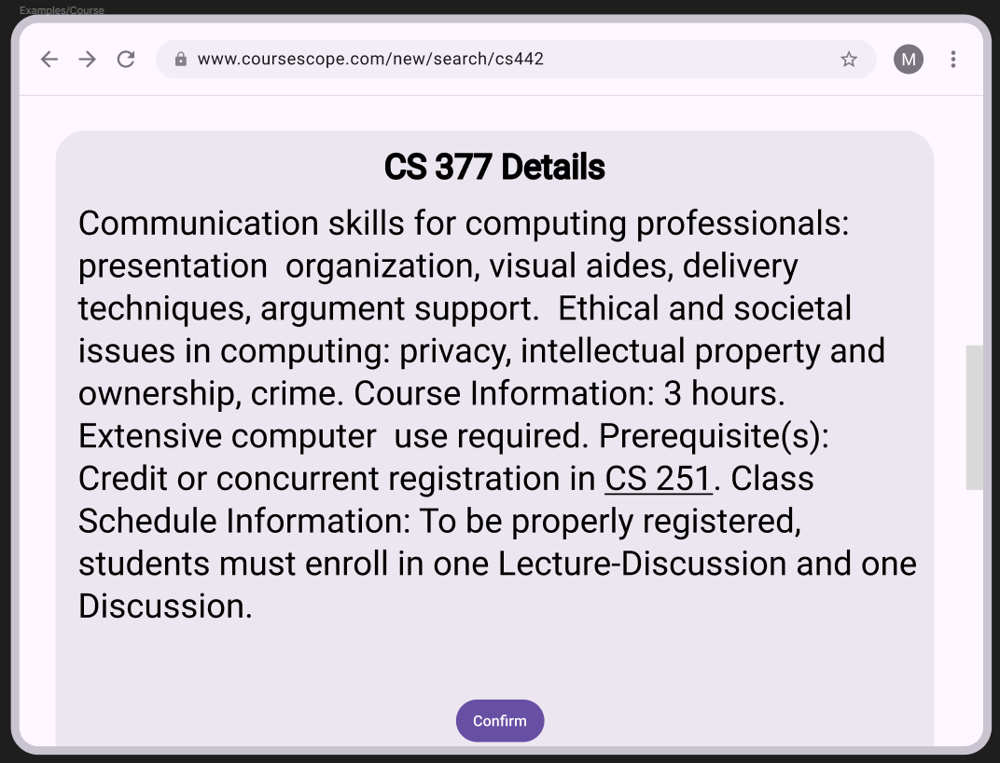 Examples/Course
www.coursescope.com/new/search/cs442
M
CS 377 Details
Communication skills for computing professionals:
presentation  organization, visual aides, delivery
techniques, argument support.  Ethical and societal
issues in computing: privacy, intellectual property and
ownership, crime. Course Information: 3 hours.
Extensive computer  use required. Prerequisite(s):
Credit or concurrent registration in CS 251. Class
Schedule Information: To be properly registered,
students must enroll in one Lecture-Discussion and one
Discussion.
Confirm